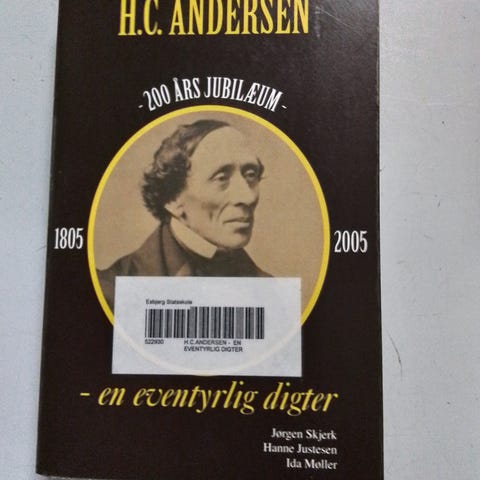 H.C. ANDERSEN
- 200 ÅRS JUBILÆUM -
1805
2005
Esbjerg Statsskole
522930 H.C.ANDERSEN - EN
EVENTYRLIG DIGTER
- en eventyrlig digter
Jørgen Skjerk
Hanne Justesen
Ida Møller